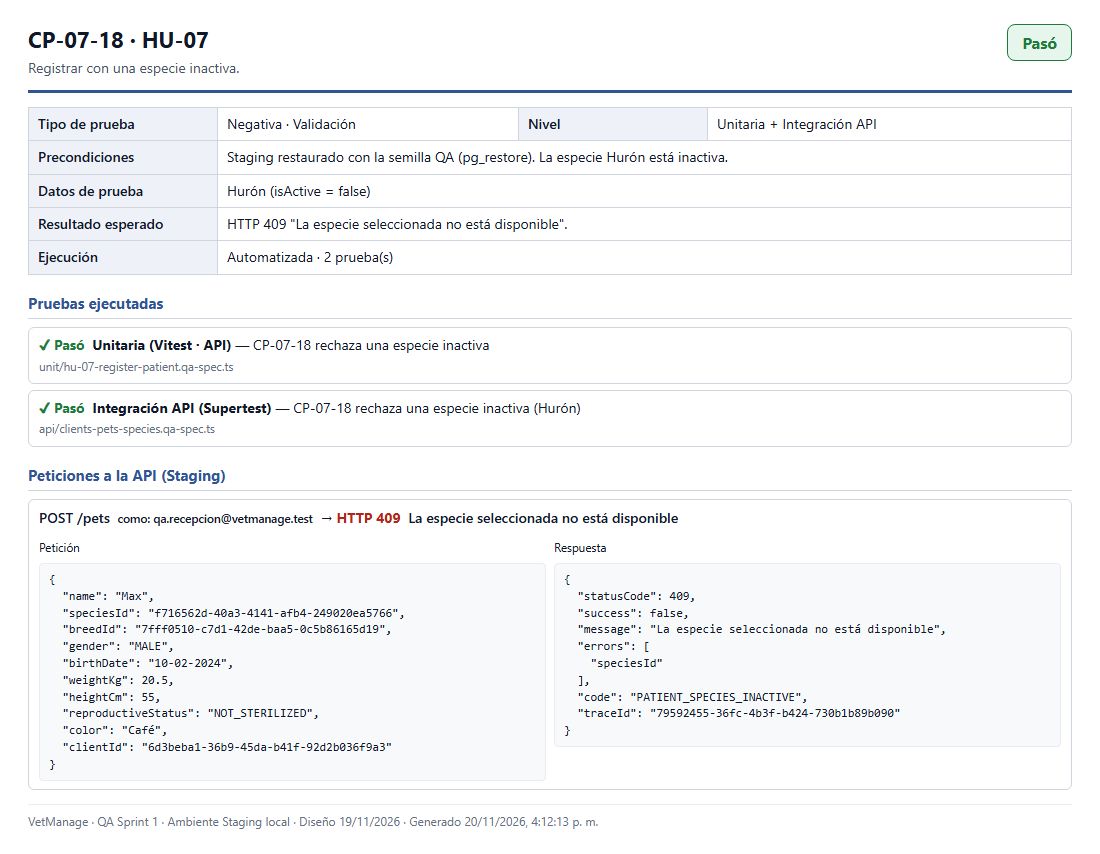 CP-07-18 · HU-07
Pasó
Registrar con una especie inactiva.
Tipo de prueba Negativa · Validación Nivel Unitaria + Integración API
Precondiciones Staging restaurado con la semilla QA (pg_restore). La especie Hurón está inactiva.
Datos de prueba Hurón (isActive = false)
Resultado esperado HTTP 409 "La especie seleccionada no está disponible".
Ejecución Automatizada · 2 prueba(s)
Pruebas ejecutadas
✓ Pasó Unitaria (Vitest · API) — CP-07-18 rechaza una especie inactiva
unit/hu-07-register-patient.qa-spec.ts
✓ Pasó Integración API (Supertest) — CP-07-18 rechaza una especie inactiva (Hurón)
api/clients-pets-species.qa-spec.ts
Peticiones a la API (Staging)
POST /pets como: qa.recepcion@vetmanage.test → HTTP 409 La especie seleccionada no está disponible
Petición
{
"name": "Max",
"speciesId": "f716562d-40a3-4141-afb4-249020ea5766",
"breedId": "7fff0510-c7d1-42de-baa5-0c5b86165d19",
"gender": "MALE",
"birthDate": "10-02-2024",
"weightKg": 20.5,
"heightCm": 55,
"reproductiveStatus": "NOT_STERILIZED",
"color": "Café",
"clientId": "6d3beba1-36b9-45da-b41f-92d2b036f9a3"
}
Respuesta
{
"statusCode": 409,
"success": false,
"message": "La especie seleccionada no está disponible",
"errors": [
"speciesId"
],
"code": "PATIENT_SPECIES_INACTIVE",
"traceId": "79592455-36fc-4b3f-b424-730b1b89b090"
}
VetManage · QA Sprint 1 · Ambiente Staging local · Diseño 19/11/2026 · Generado 20/11/2026, 4:12:13 p. m.